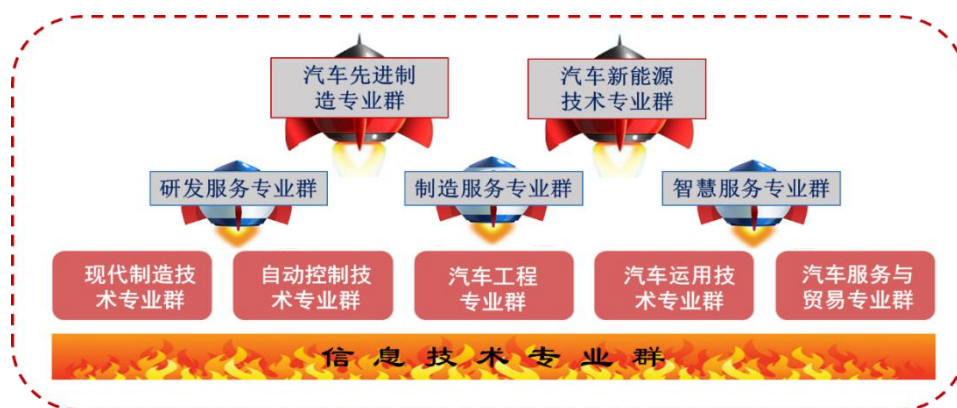 汽车先进制
造专业群
汽车新能源
技术专业群
研发服务专业群
制造服务专业群
智慧服务专业群
现代制造技
术专业群
自动控制技
术专业群
汽车工程
专业群
汽车运用技
术专业群
汽车服务与
贸易专业群
信息技术专业群